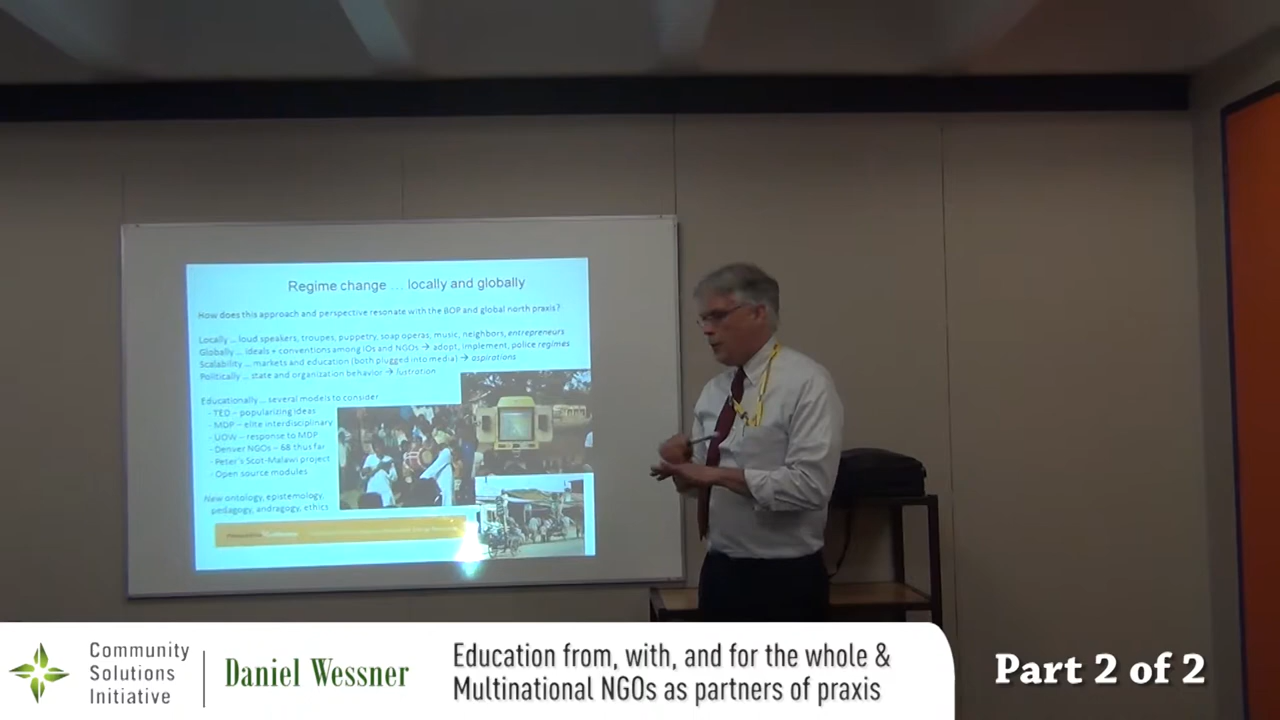 Regime change ... locally and globally
How does this approach and perspective resonate with the BOP and global north praxis?
Locally ... loud speakers, troupes, puppetry, soap operas, music, neighbors, entrepreneurs
Globally ... ideals + conventions among IOs and NGOs → adopt, implement, police regimes
Scalability ... markets and education (both plugged into media) → aspirations
Politically ... state and organization behavior → lustration
Educationally ... several models to consider
- TED – popularizing ideas
- MDP – elite interdisciplinary
- UOW – response to MDP
- Denver NGOs – 68 thus far
- Peter's Scot-Malawi project
- Open source modules
New ontology, epistemology,
pedagogy, andragogy, ethics
Community
Solutions
Initiative
Daniel Wessner
Education from, with, and for the whole &
Multinational NGOs as partners of praxis
Part 2 of 2